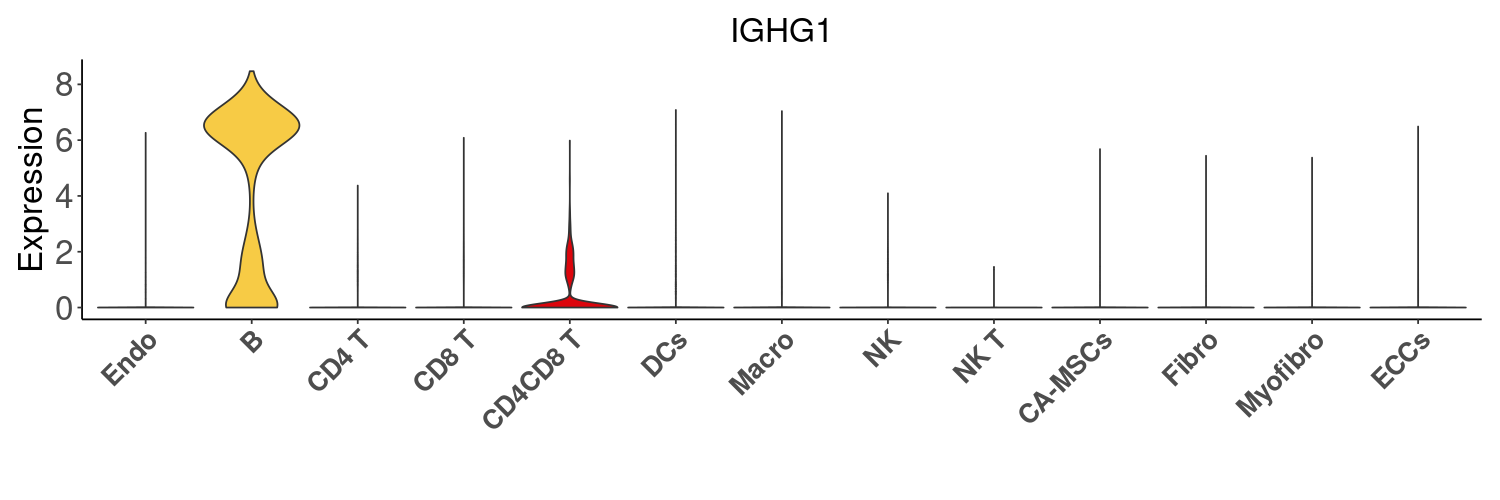 IGHG1
Expression
8
6
4
2
0
Endo
B
CD4 T
CD8 T
CD4CD8 T
DCs
Macro
NK
NK T
CA-MSCs
Fibro
Myofibro
ECCs